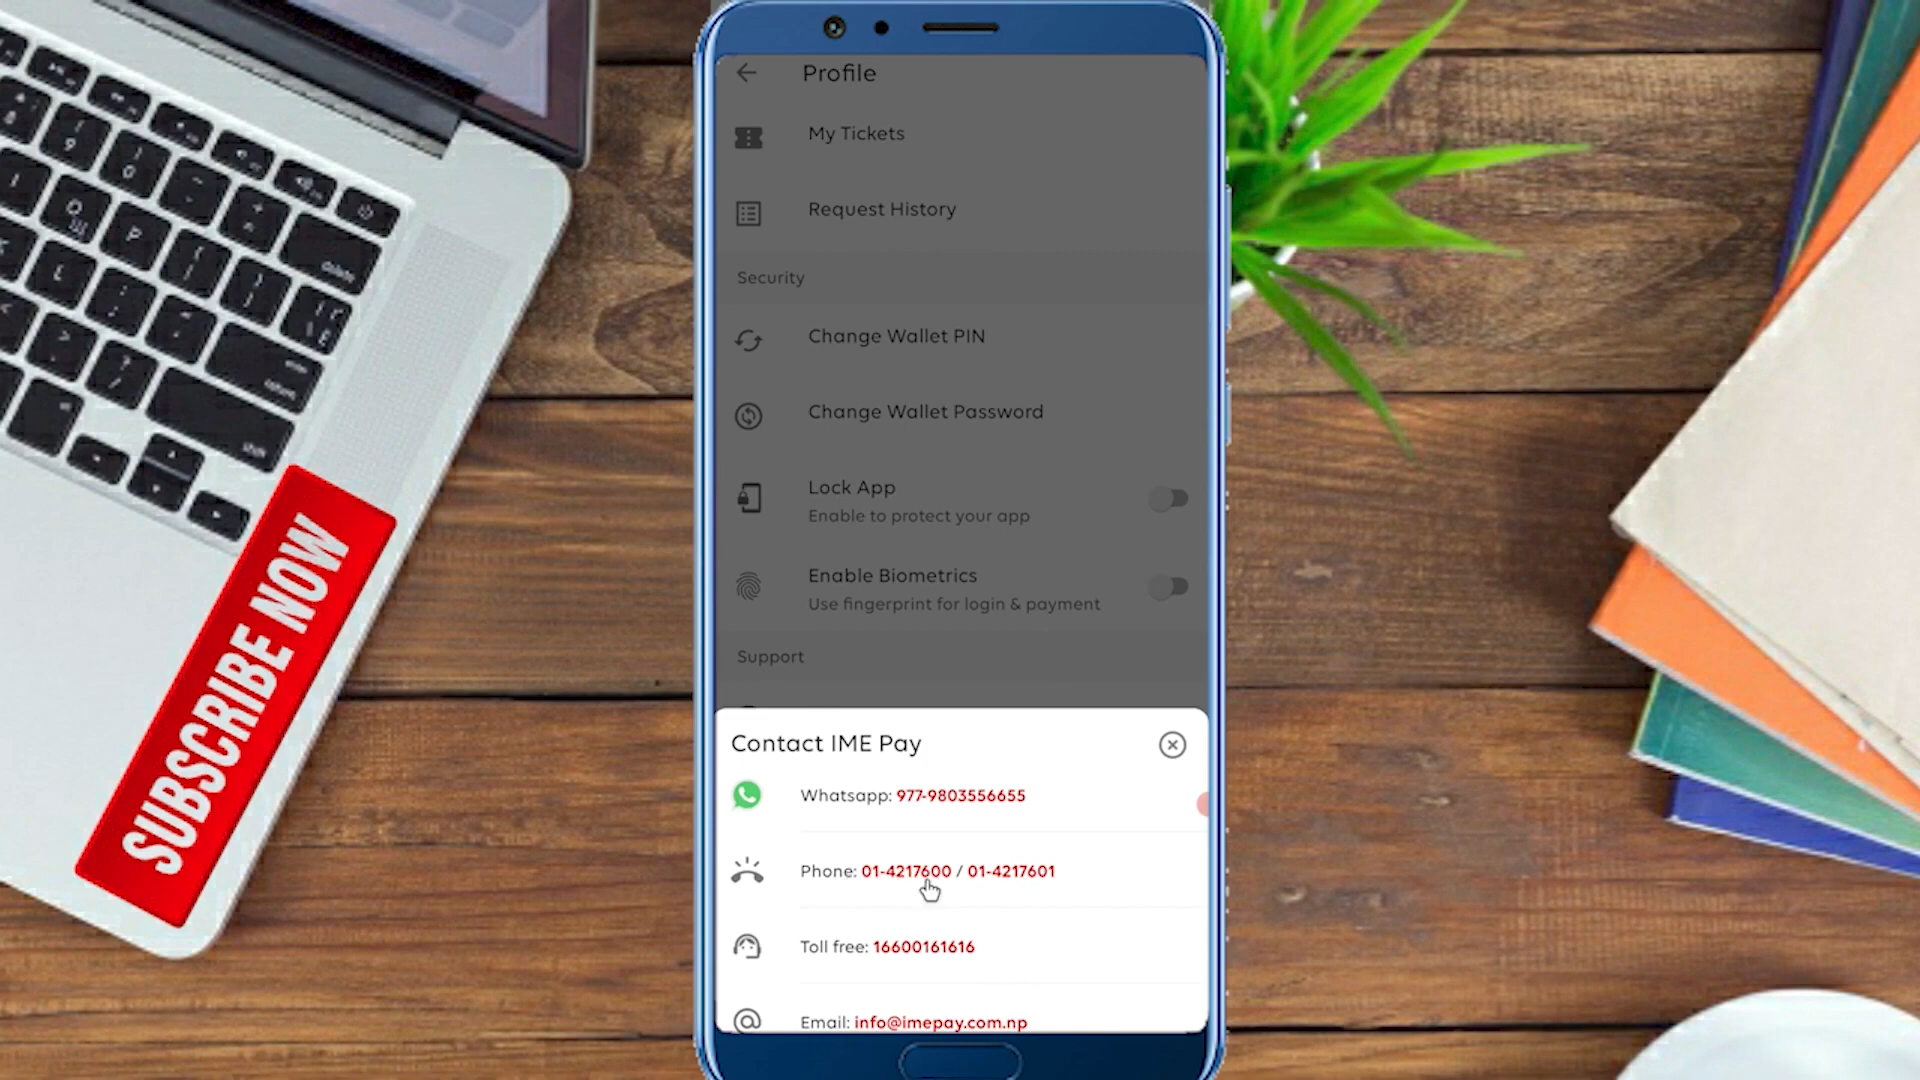 Profile
My Tickets
Request History
Security
Change Wallet PIN
Change Wallet Password
Lock App
Enable to protect your app
Enable Biometrics
Use fingerprint for login & payment
Support
Contact IME Pay
Whatsapp: 977-9803556655
Phone: 01-4217600 / 01-4217601
Toll free: 16600161616
Email: info@imepay.com.np
SUBSCRIBE NOW
delete
shift